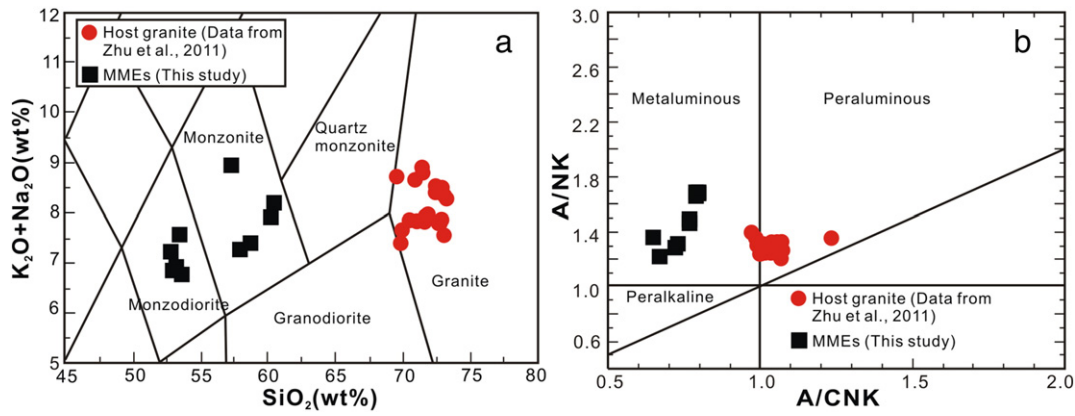 a
Host granite (Data from
Zhu et al., 2011)
MMEs (This study)
Monzonite
Quartz
monzonite
Monzodiorite
Granodiorite
Granite
K₂O+Na₂O(wt%)
12
11
10
9
8
7
6
5
45 50 55 60 65 70 75 80
SiO₂(wt%)
b
Metaluminous
Peraluminous
Peralkaline
Host granite (Data from
Zhu et al., 2011)
MMEs (This study)
A/NK
3.0
2.6
2.2
1.8
1.4
1.0
0.6
0.5 1.0 1.5 2.0
A/CNK